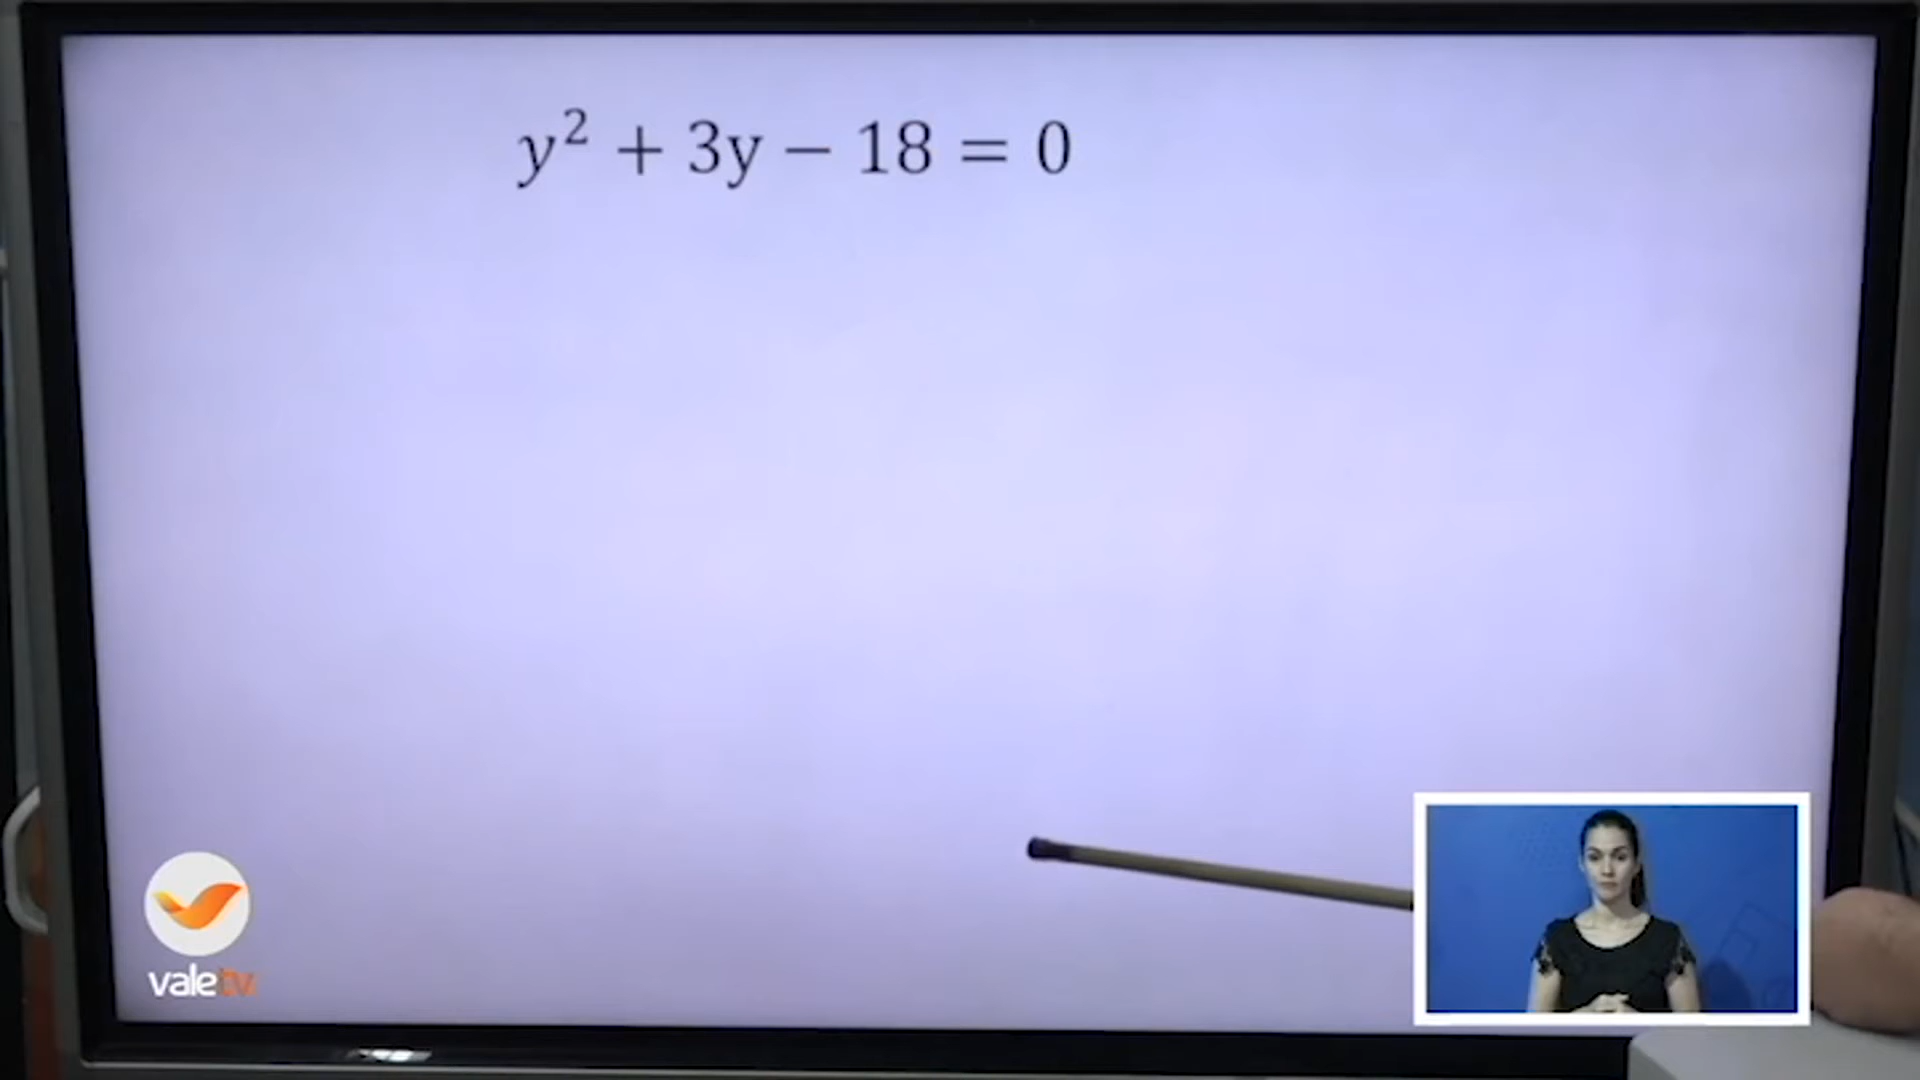 y² + 3y − 18 = 0
valetv